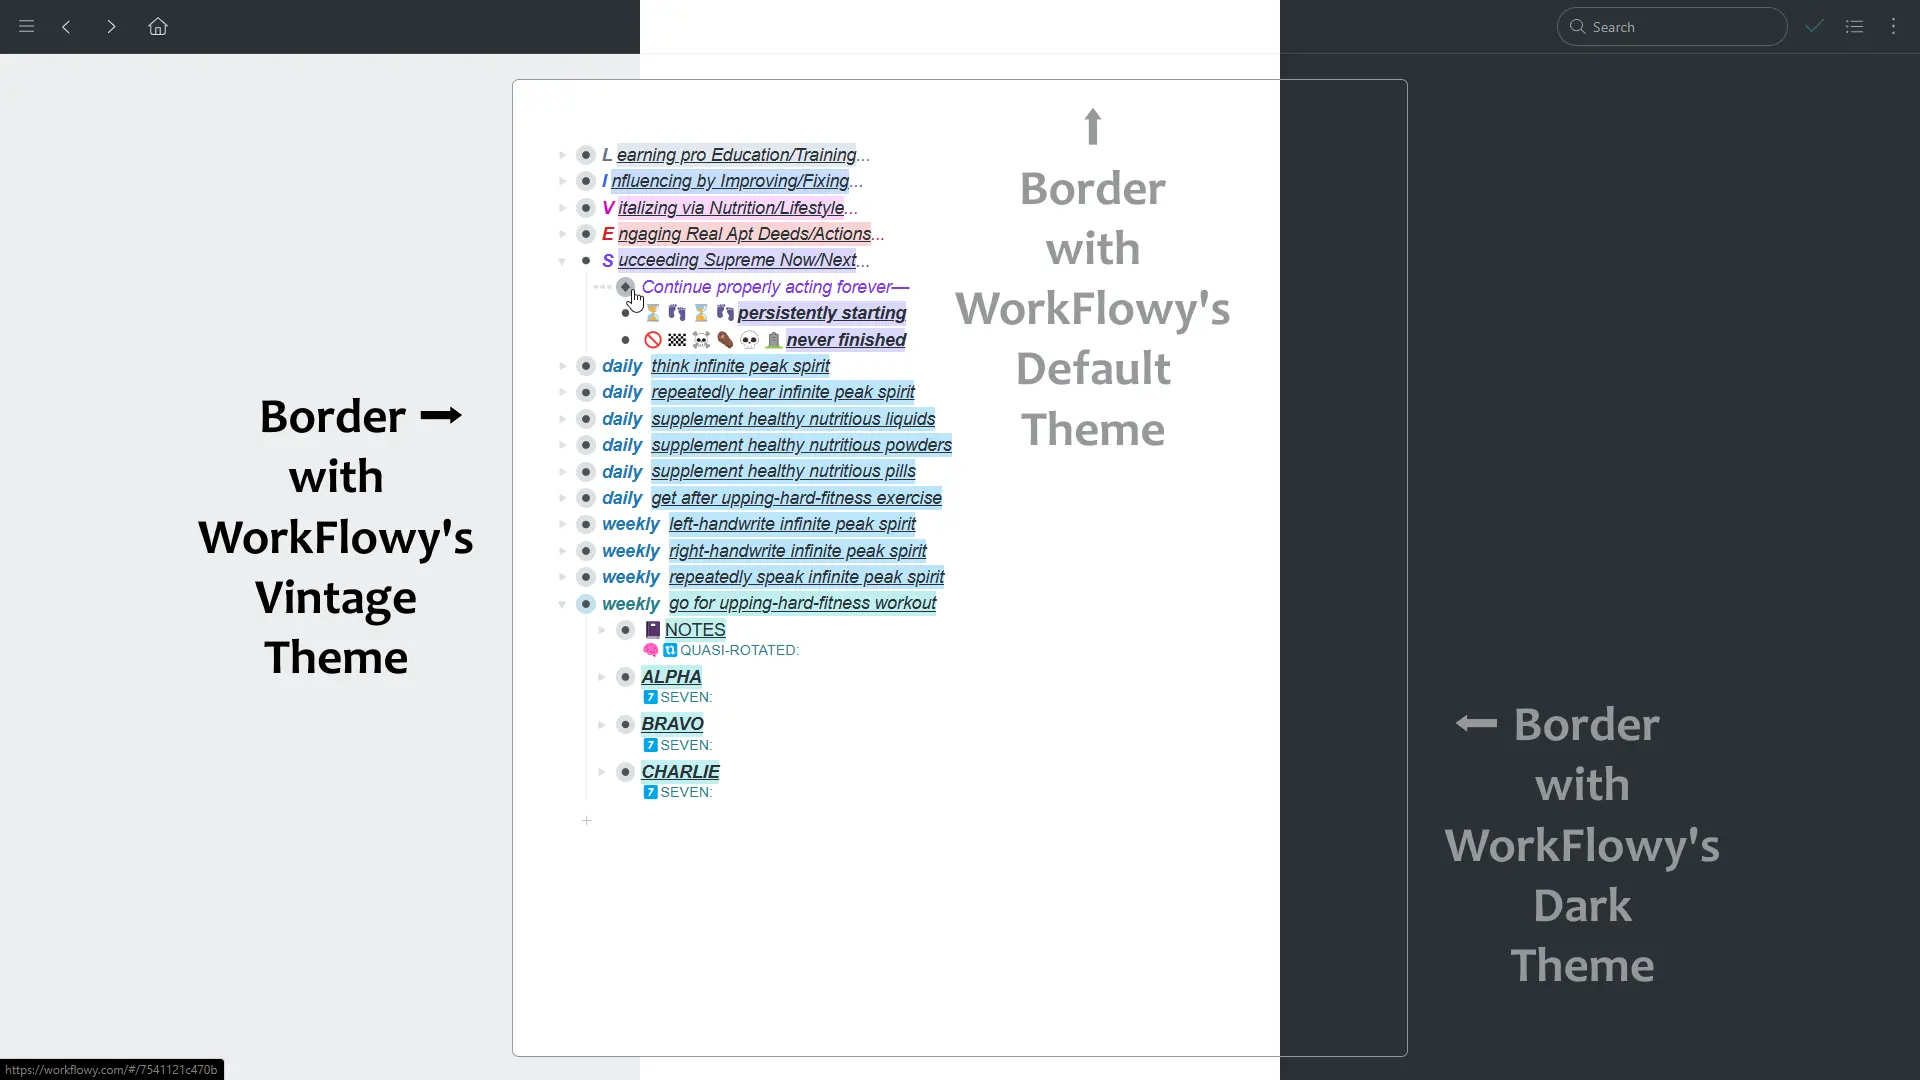 Search
L earning pro Education/Training...
I nfluencing by Improving/Fixing...
V italizing via Nutrition/Lifestyle...
E ngaging Real Apt Deeds/Actions...
S ucceeding Supreme Now/Next...
Continue properly acting forever—
⏳ 👣 ⏳ 👣 persistently starting
🚫 🏁 ☠ ⚰ 💀 🪦 never finished
daily think infinite peak spirit
daily repeatedly hear infinite peak spirit
daily supplement healthy nutritious liquids
daily supplement healthy nutritious powders
daily supplement healthy nutritious pills
daily get after upping-hard-fitness exercise
weekly left-handwrite infinite peak spirit
weekly right-handwrite infinite peak spirit
weekly repeatedly speak infinite peak spirit
weekly go for upping-hard-fitness workout
📓 NOTES
🧠 🔃 QUASI-ROTATED:
ALPHA
7️⃣ SEVEN:
BRAVO
7️⃣ SEVEN:
CHARLIE
7️⃣ SEVEN:
+
Border →
with
WorkFlowy's
Vintage
Theme
↑
Border
with
WorkFlowy's
Default
Theme
← Border
with
WorkFlowy's
Dark
Theme
https://workflowy.com/#/7541121c470b